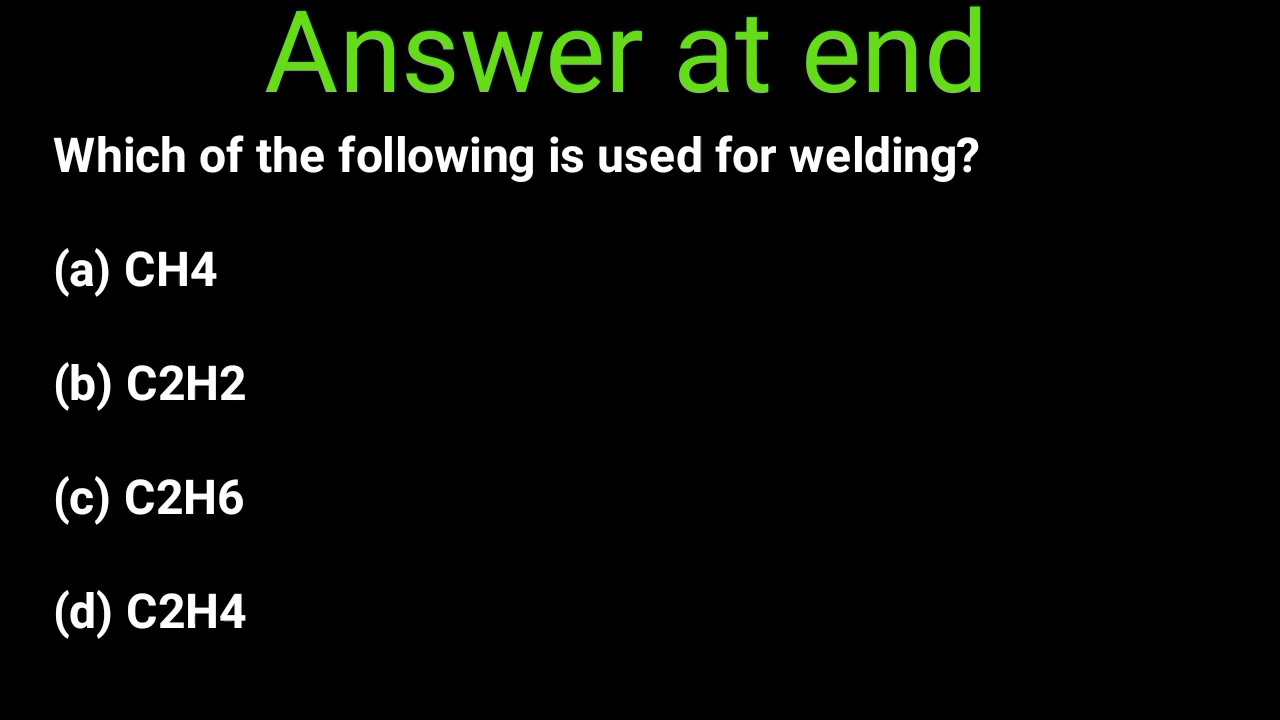 Answer at end
Which of the following is used for welding?
(a) CH4
(b) C2H2
(c) C2H6
(d) C2H4